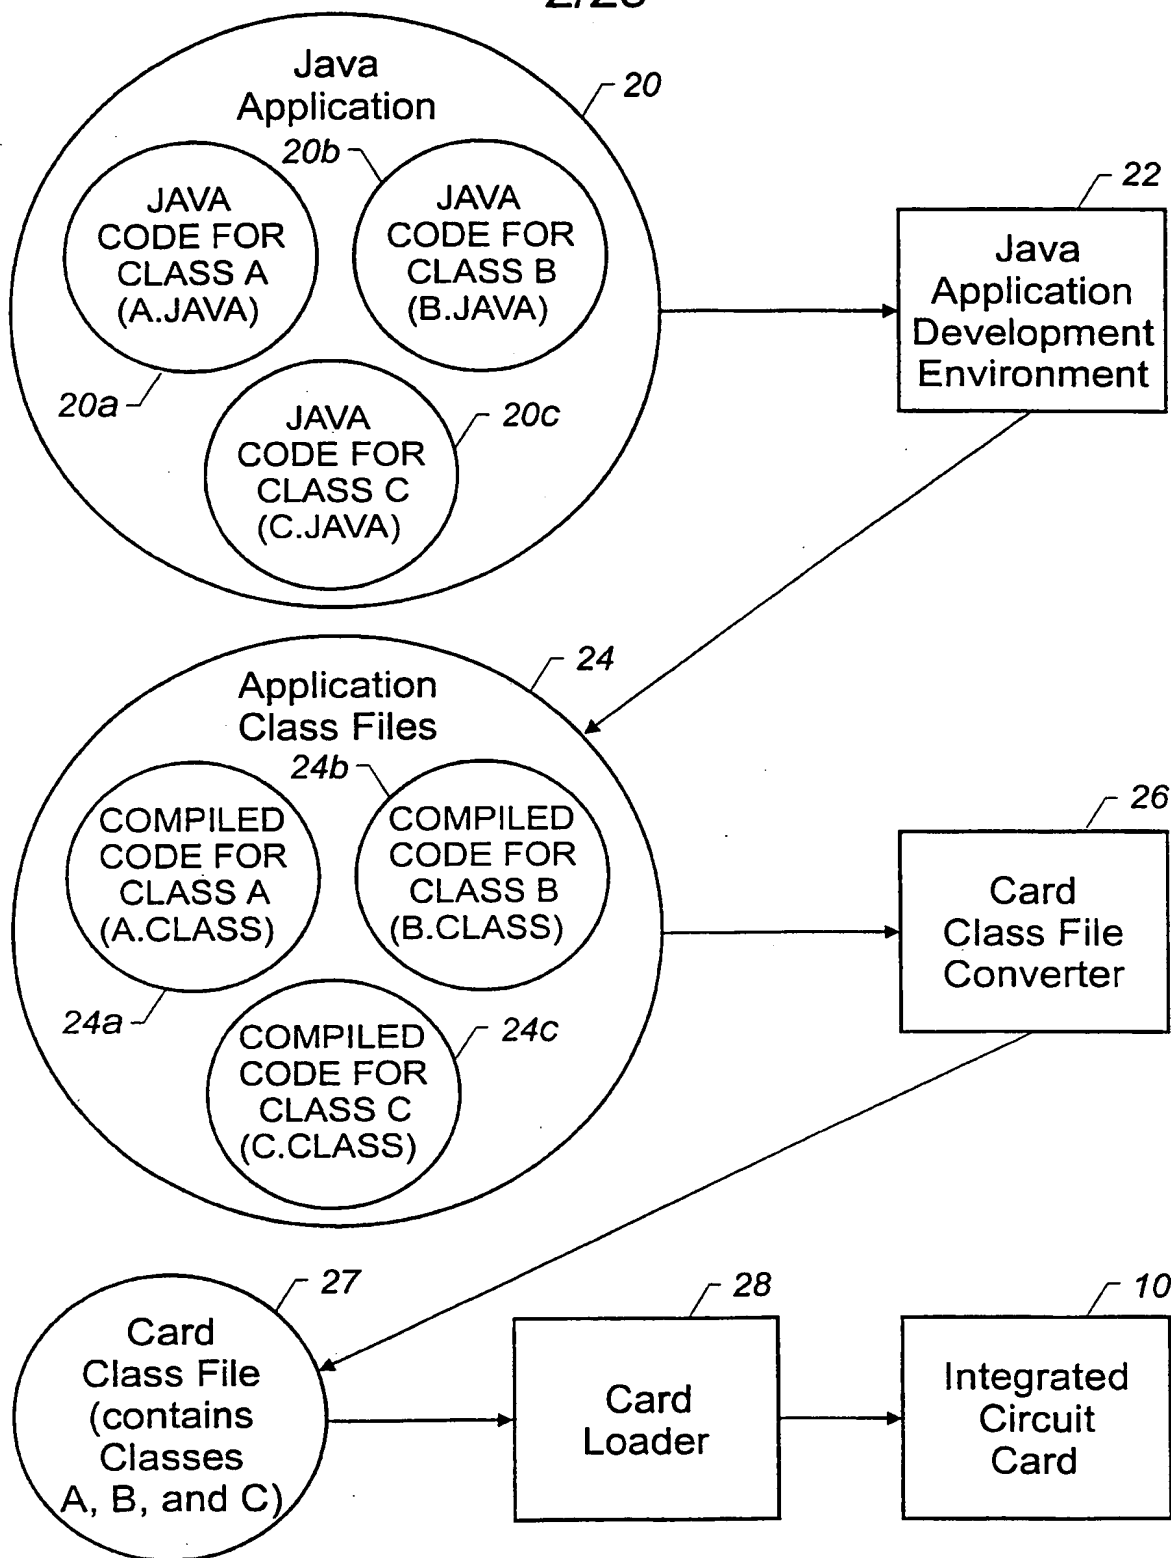 Java
Application
20
20b
JAVA
CODE FOR
CLASS A
(A.JAVA)
JAVA
CODE FOR
CLASS B
(B.JAVA)
20a
JAVA
CODE FOR
CLASS C
(C.JAVA)
20c
22
Java
Application
Development
Environment
Application
Class Files
24
24b
COMPILED
CODE FOR
CLASS A
(A.CLASS)
COMPILED
CODE FOR
CLASS B
(B.CLASS)
24a
COMPILED
CODE FOR
CLASS C
(C.CLASS)
24c
26
Card
Class File
Converter
27
Card
Class File
(contains
Classes
A, B, and C)
28
Card
Loader
10
Integrated
Circuit
Card